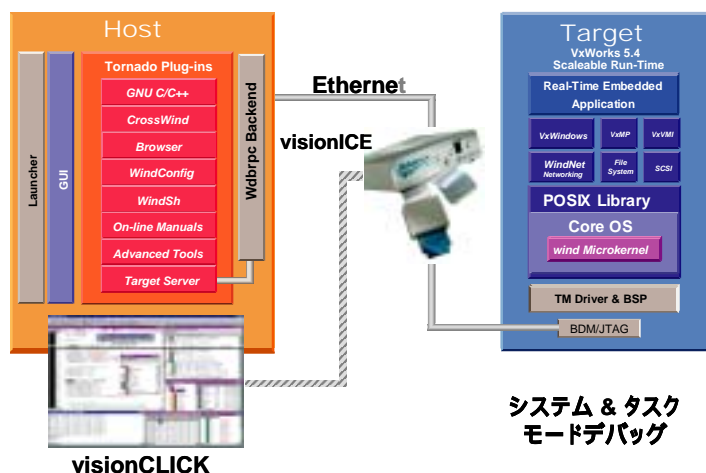 Host
Launcher
GUI
Tornado Plug-ins
GNU C/C++
CrossWind
Browser
WindConfig
WindSh
On-line Manuals
Advanced Tools
Target Server
Wdbrpc Backend
Ethernet
visionICE
visionCLICK
Target
VxWorks 5.4
Scaleable Run-Time
Real-Time Embedded
Application
VxWindows
VxMP
VxVMI
WindNet
Networking
File
System
SCSI
POSIX Library
Core OS
wind Microkernel
TM Driver & BSP
BDM/JTAG
システム & タスク
モードデバッグ